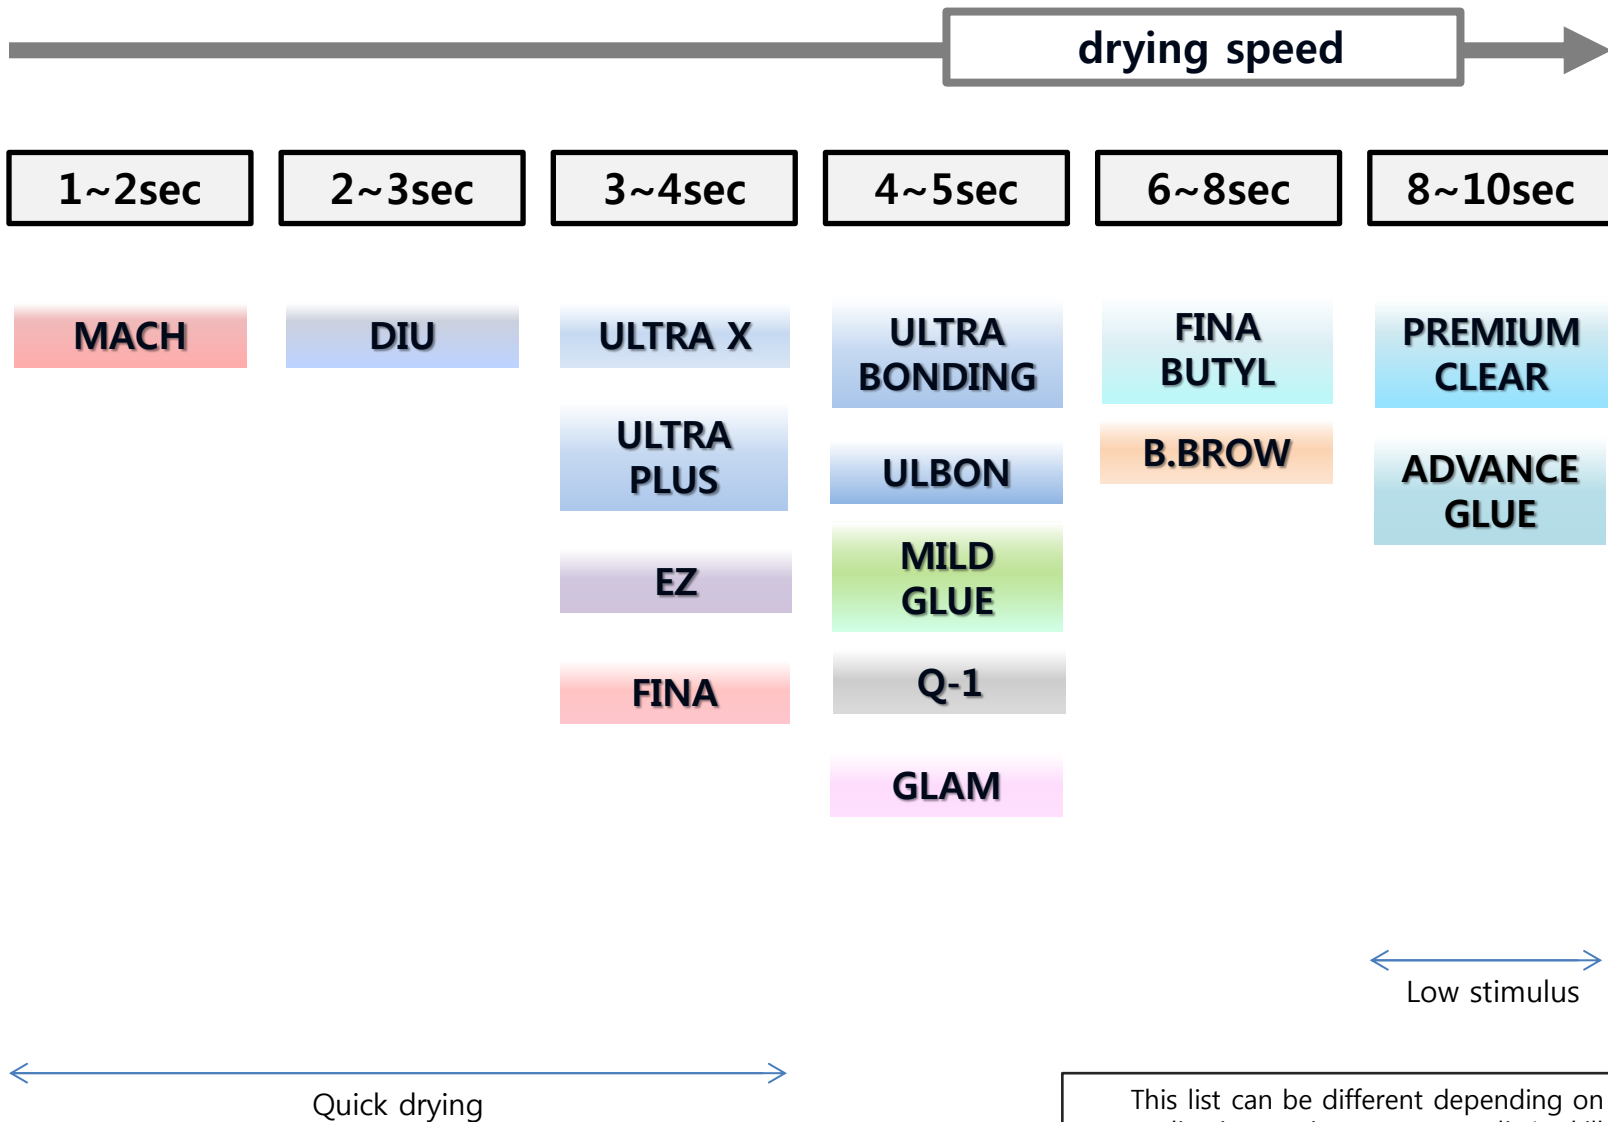 drying speed
1~2sec
2~3sec
3~4sec
4~5sec
6~8sec
8~10sec
MACH
DIU
ULTRA X
ULTRA
PLUS
EZ
FINA
ULTRA
BONDING
ULBON
MILD
GLUE
Q-1
GLAM
FINA
BUTYL
B.BROW
PREMIUM
CLEAR
ADVANCE
GLUE
Low stimulus
Quick drying
This list can be different depending on